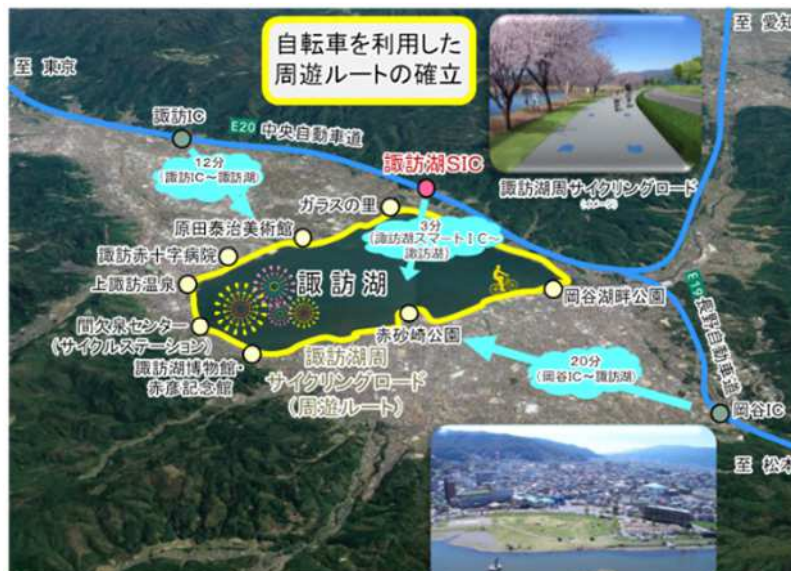 自転車を利用した
周遊ルートの確立
至 愛知
至 東京
諏訪IC
E20 中央自動車道
12分
(諏訪IC～諏訪湖)
諏訪湖SIC
諏訪湖周サイクリングロード
(イメージ)
ガラスの里
3分
(諏訪湖スマートIC～
諏訪湖)
原田泰治美術館
諏訪赤十字病院
上諏訪温泉
諏訪湖
岡谷湖畔公園
E19 長野自動車道
間欠泉センター
(サイクルステーション)
赤砂崎公園
諏訪湖博物館・
赤彦記念館
諏訪湖周
サイクリングロード
(周遊ルート)
20分
(岡谷IC～諏訪湖)
岡谷IC
至 松本